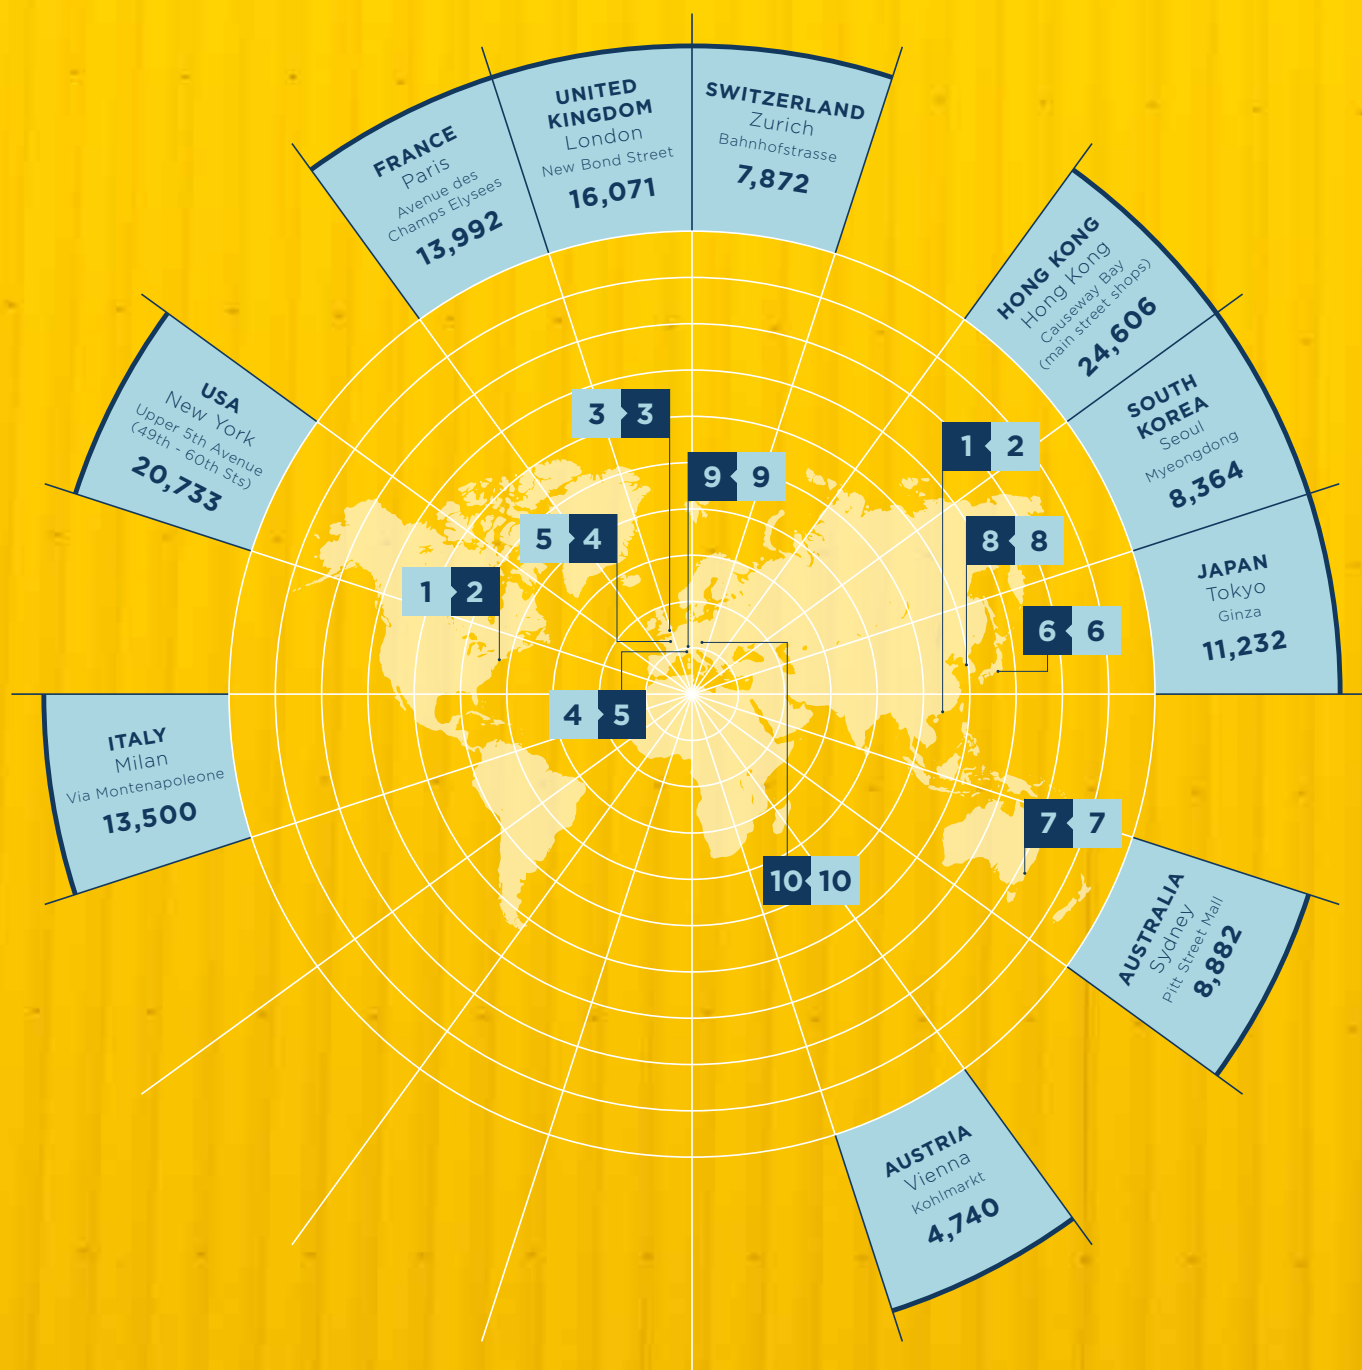 UNITED
KINGDOM
London
New Bond Street
16,071
SWITZERLAND
Zurich
Bahnhofstrasse
7,872
FRANCE
Paris
Avenue des
Champs Elysees
13,992
HONG KONG
Hong Kong
Causeway Bay
(main street shops)
24,606
USA
New York
Upper 5th Avenue
(49th - 60th Sts)
20,733
SOUTH
KOREA
Seoul
Myeongdong
8,364
JAPAN
Tokyo
Ginza
11,232
3 3
1 2
9 9
5 4
8 8
1 2
6 6
4 5
7 7
10 10
ITALY
Milan
Via Montenapoleone
13,500
AUSTRALIA
Sydney
Pitt Street Mall
8,882
AUSTRIA
Vienna
Kohlmarkt
4,740